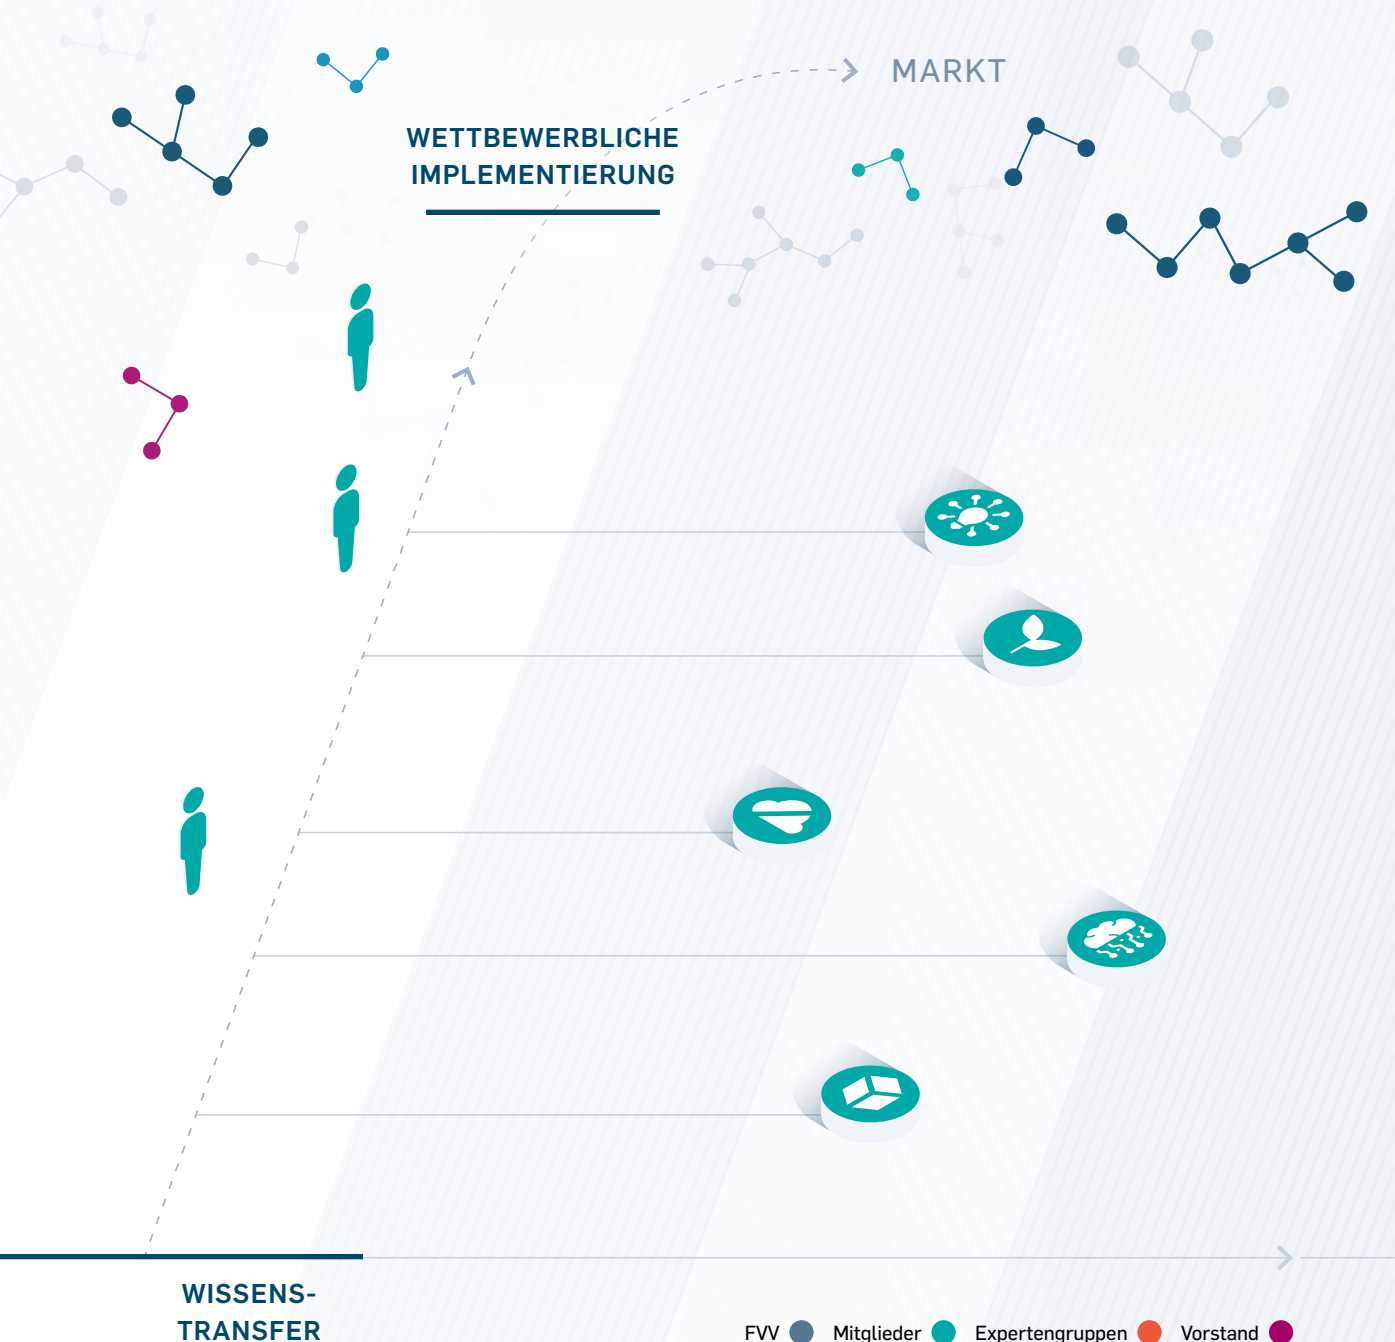 MARKT
WETTBEWERBLICHE
IMPLEMENTIERUNG
WISSENS-
TRANSFER
FVV Mitglieder Expertengruppen Vorstand